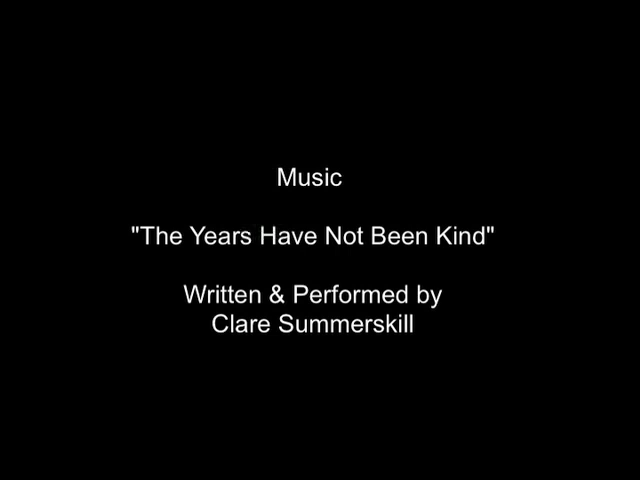 Music
"The Years Have Not Been Kind"
Written & Performed by
Clare Summerskill